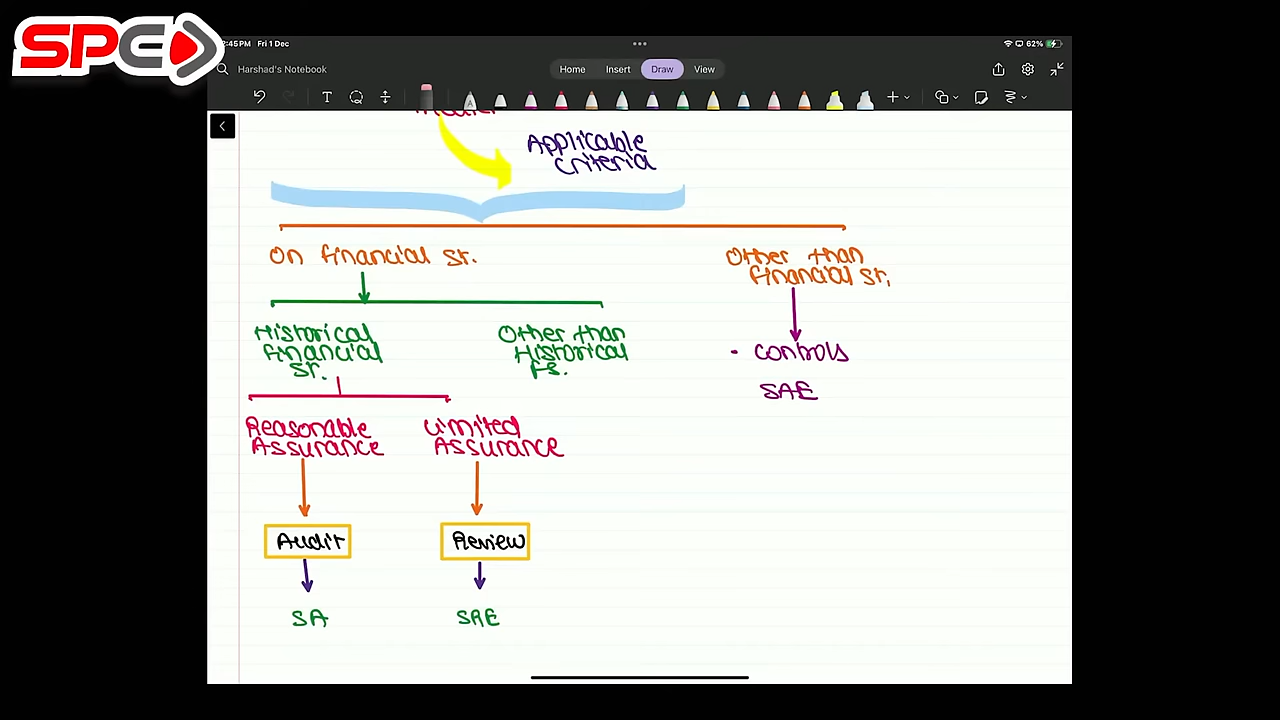 SPC
2:45PM Fri 1 Dec
62%
Harshad's Notebook
Home Insert Draw View
Applicable
criteria
On financial St.
Other than
financial St.
Historical
financial
St.
Other than
Historical
FS.
• controls
SAE
Reasonable
Assurance
Limited
Assurance
Audit
Review
SA
SRE